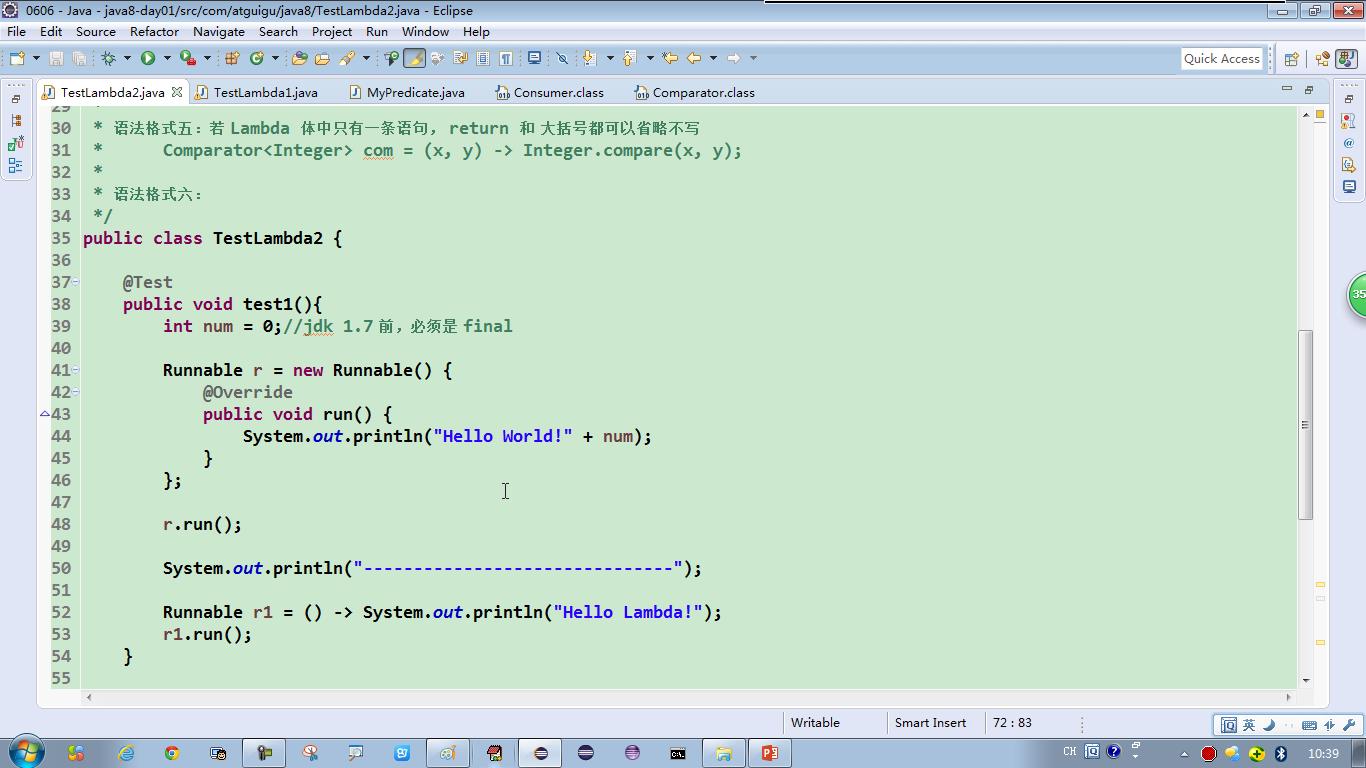 0606 - Java - java8-day01/src/com/atguigu/java8/TestLambda2.java - Eclipse
File Edit Source Refactor Navigate Search Project Run Window Help
Quick Access
TestLambda2.java TestLambda1.java MyPredicate.java Consumer.class Comparator.class
29 *
30 * 语法格式五：若 Lambda 体中只有一条语句， return 和 大括号都可以省略不写
31 * Comparator<Integer> com = (x, y) -> Integer.compare(x, y);
32 *
33 * 语法格式六：
34 */
35 public class TestLambda2 {
36
37 @Test
38 public void test1(){
39 int num = 0;//jdk 1.7 前，必须是 final
40
41 Runnable r = new Runnable() {
42 @Override
43 public void run() {
44 System.out.println("Hello World!" + num);
45 }
46 };
47
48 r.run();
49
50 System.out.println("-------------------------------");
51
52 Runnable r1 = () -> System.out.println("Hello Lambda!");
53 r1.run();
54 }
55
35
Writable Smart Insert 72 : 83
英
CH
10:39